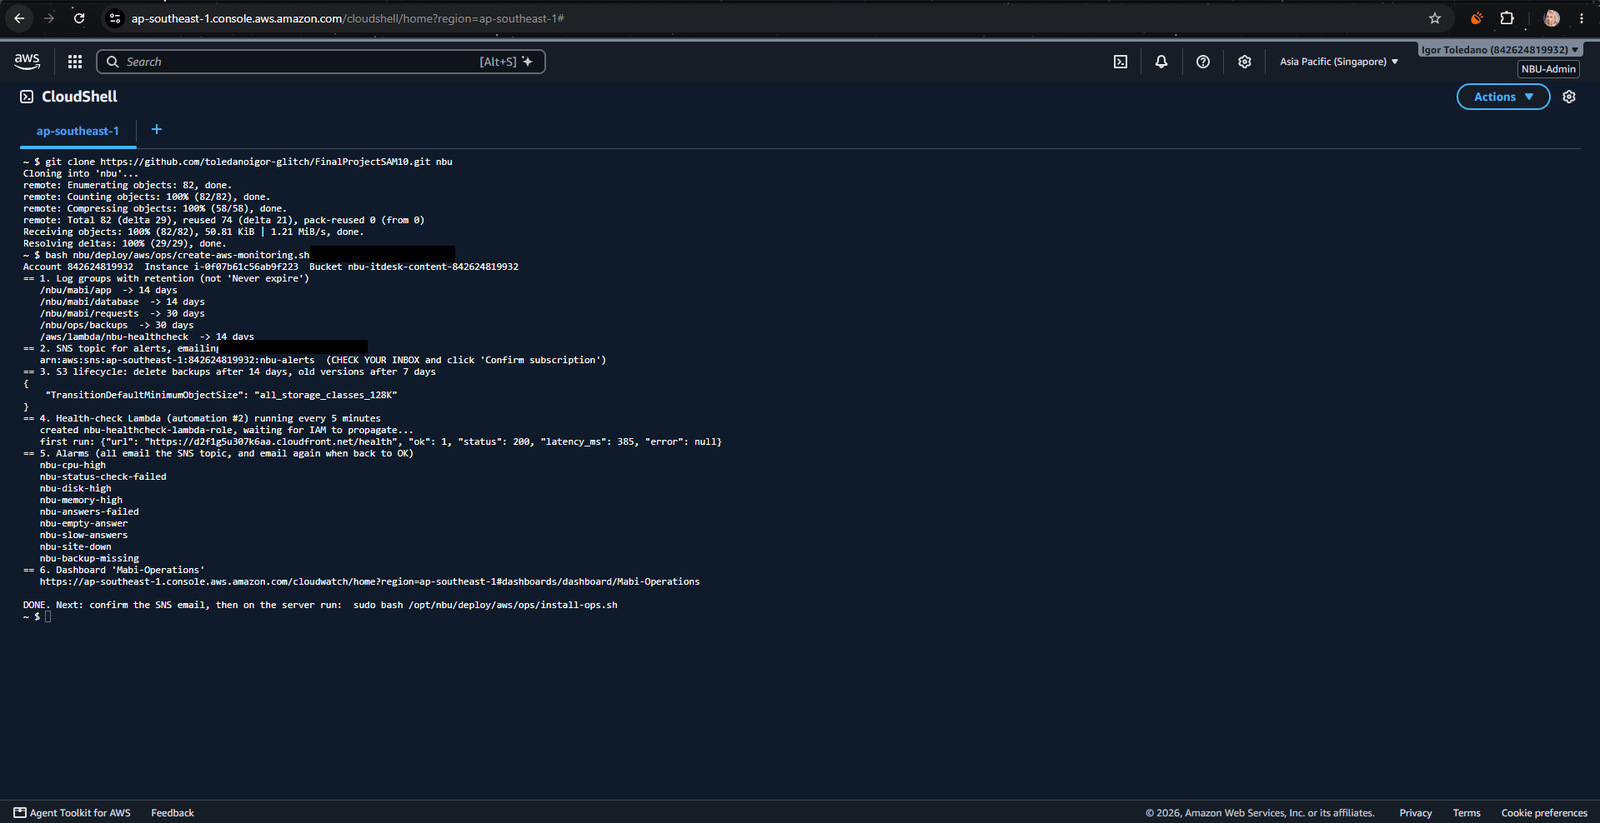 ap-southeast-1.console.aws.amazon.com/cloudshell/home?region=ap-southeast-1#
aws
Search
[Alt+S]
Asia Pacific (Singapore)
Igor Toledano (842624819932)
NBU-Admin
CloudShell
Actions
ap-southeast-1
+
~ $ git clone https://github.com/toledanoigor-glitch/FinalProjectSAM10.git nbu
Cloning into 'nbu'...
remote: Enumerating objects: 82, done.
remote: Counting objects: 100% (82/82), done.
remote: Compressing objects: 100% (58/58), done.
remote: Total 82 (delta 29), reused 74 (delta 21), pack-reused 0 (from 0)
Receiving objects: 100% (82/82), 50.81 KiB | 1.21 MiB/s, done.
Resolving deltas: 100% (29/29), done.
~ $ bash nbu/deploy/aws/ops/create-aws-monitoring.sh
Account 842624819932  Instance i-0f07b61c56ab9f223  Bucket nbu-itdesk-content-842624819932
== 1. Log groups with retention (not 'Never expire')
/nbu/mabi/app  -> 14 days
/nbu/mabi/database  -> 14 days
/nbu/mabi/requests  -> 30 days
/nbu/ops/backups  -> 30 days
/aws/lambda/nbu-healthcheck  -> 14 days
== 2. SNS topic for alerts, emailing
arn:aws:sns:ap-southeast-1:842624819932:nbu-alerts  (CHECK YOUR INBOX and click 'Confirm subscription')
== 3. S3 lifecycle: delete backups after 14 days, old versions after 7 days
{
"TransitionDefaultMinimumObjectSize": "all_storage_classes_128K"
}
== 4. Health-check Lambda (automation #2) running every 5 minutes
created nbu-healthcheck-lambda-role, waiting for IAM to propagate...
first run: {"url": "https://d2f1g5u307k6aa.cloudfront.net/health", "ok": 1, "status": 200, "latency_ms": 385, "error": null}
== 5. Alarms (all email the SNS topic, and email again when back to OK)
nbu-cpu-high
nbu-status-check-failed
nbu-disk-high
nbu-memory-high
nbu-answers-failed
nbu-empty-answer
nbu-slow-answers
nbu-site-down
nbu-backup-missing
== 6. Dashboard 'Mabi-Operations'
https://ap-southeast-1.console.aws.amazon.com/cloudwatch/home?region=ap-southeast-1#dashboards/dashboard/Mabi-Operations
DONE. Next: confirm the SNS email, then on the server run:  sudo bash /opt/nbu/deploy/aws/ops/install-ops.sh
~ $
Agent Toolkit for AWS
Feedback
© 2026, Amazon Web Services, Inc. or its affiliates.
Privacy
Terms
Cookie preferences